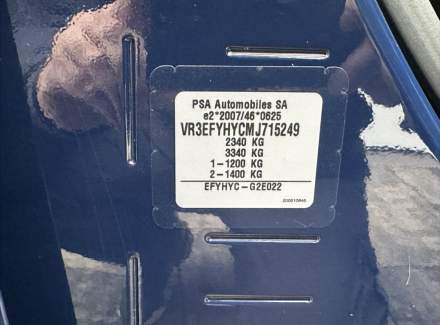 PSA Automobiles SA
e2*2007/46*0625
VR3EFYHYCMJ715249
2340 KG
3340 KG
1-1200 KG
2-1400 KG
EFYHYC-G2E022